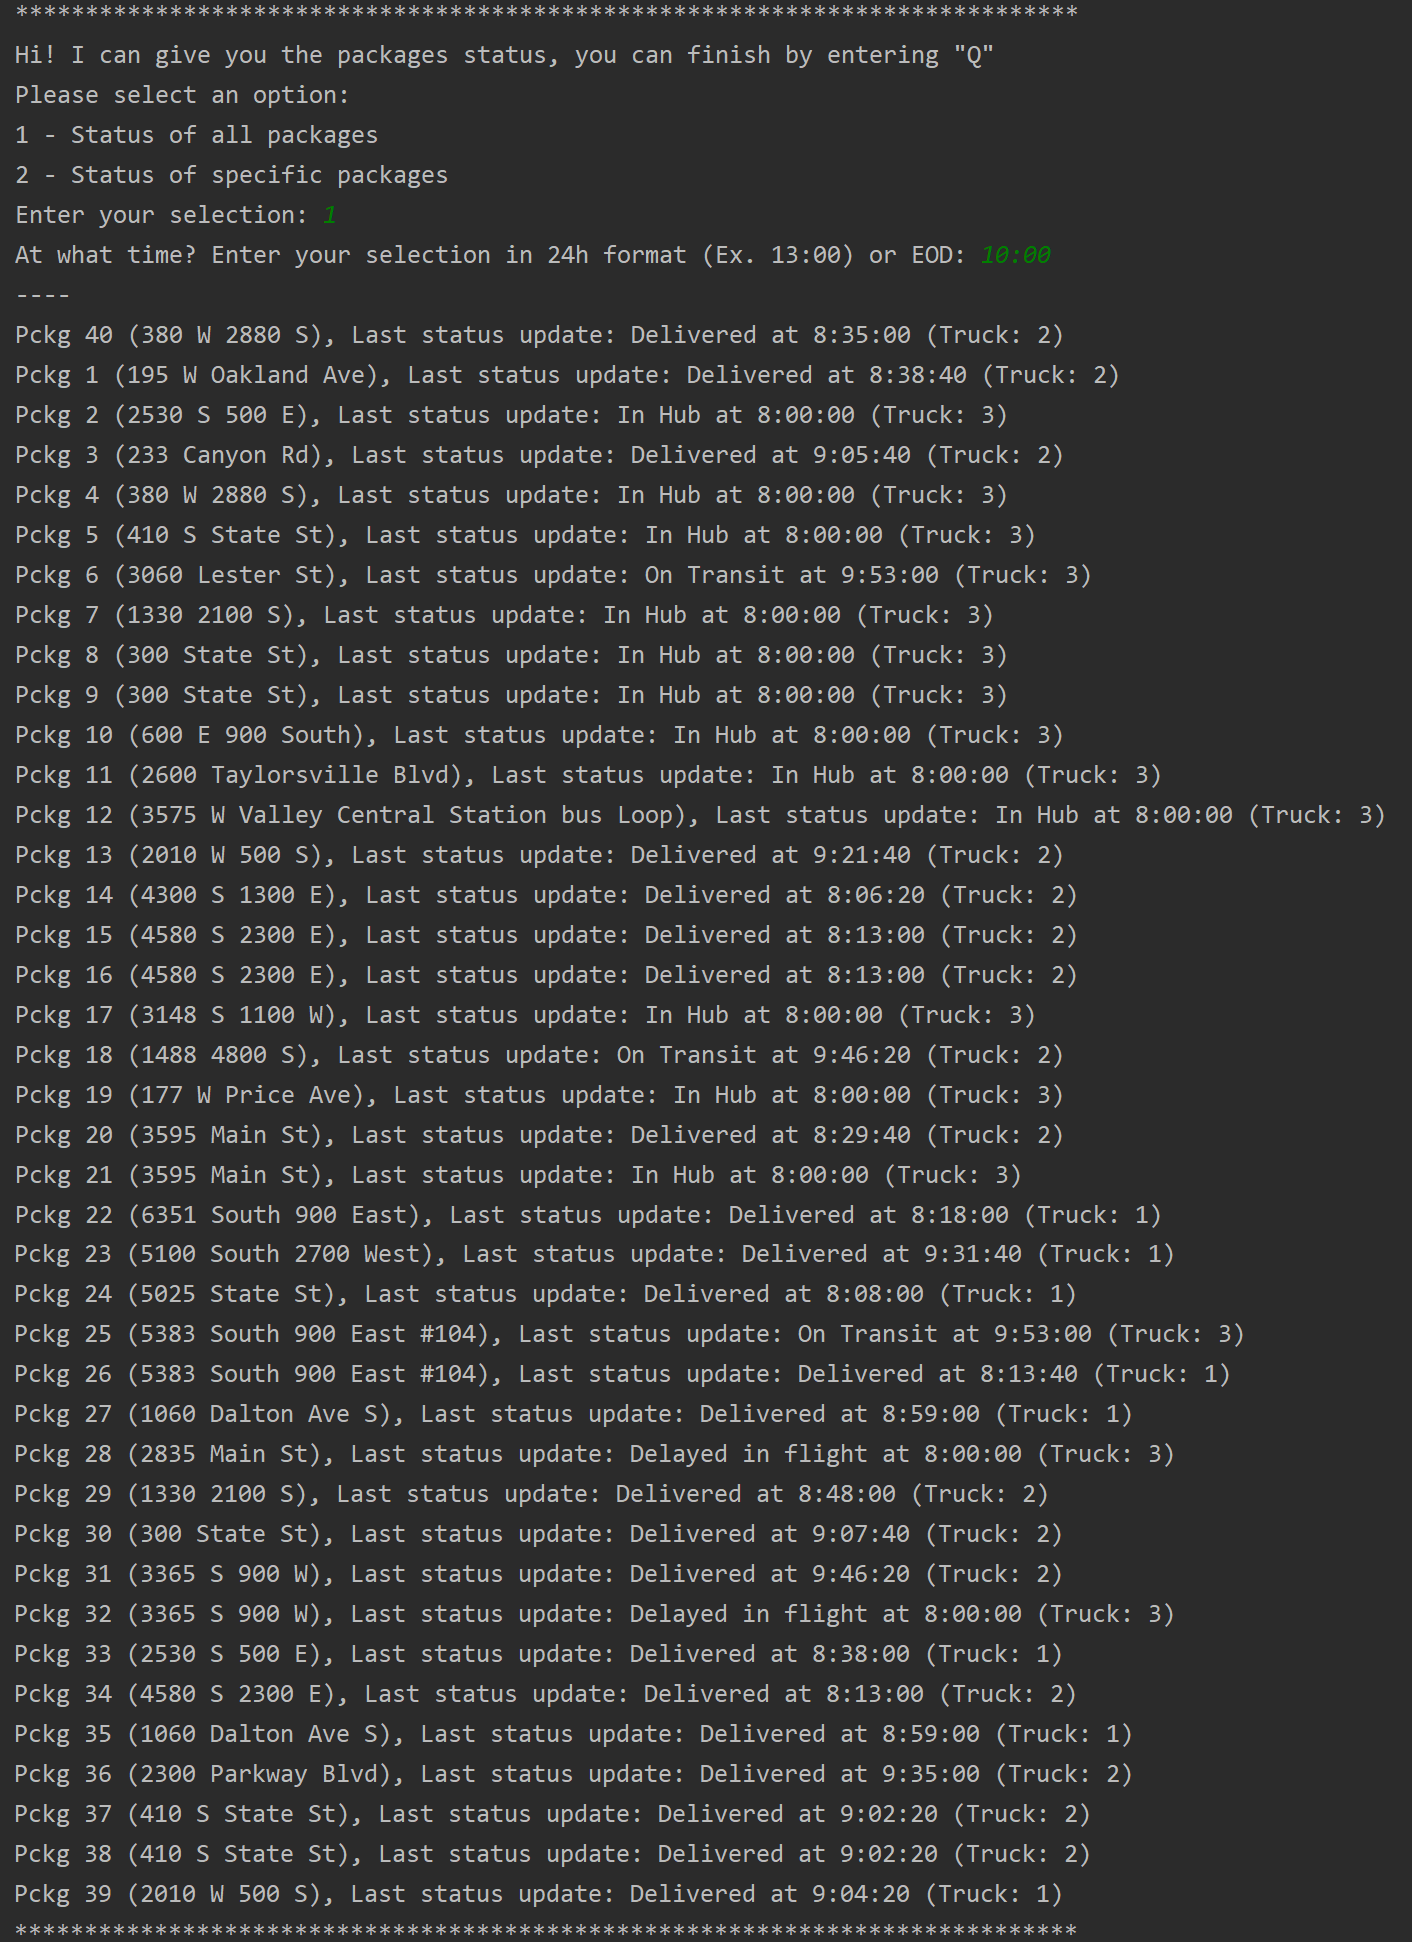 ****************************************************************************
Hi! I can give you the packages status, you can finish by entering "Q"
Please select an option:
1 - Status of all packages
2 - Status of specific packages
Enter your selection: 1
At what time? Enter your selection in 24h format (Ex. 13:00) or EOD: 10:00
----
Pckg 40 (380 W 2880 S), Last status update: Delivered at 8:35:00 (Truck: 2)
Pckg 1 (195 W Oakland Ave), Last status update: Delivered at 8:38:40 (Truck: 2)
Pckg 2 (2530 S 500 E), Last status update: In Hub at 8:00:00 (Truck: 3)
Pckg 3 (233 Canyon Rd), Last status update: Delivered at 9:05:40 (Truck: 2)
Pckg 4 (380 W 2880 S), Last status update: In Hub at 8:00:00 (Truck: 3)
Pckg 5 (410 S State St), Last status update: In Hub at 8:00:00 (Truck: 3)
Pckg 6 (3060 Lester St), Last status update: On Transit at 9:53:00 (Truck: 3)
Pckg 7 (1330 2100 S), Last status update: In Hub at 8:00:00 (Truck: 3)
Pckg 8 (300 State St), Last status update: In Hub at 8:00:00 (Truck: 3)
Pckg 9 (300 State St), Last status update: In Hub at 8:00:00 (Truck: 3)
Pckg 10 (600 E 900 South), Last status update: In Hub at 8:00:00 (Truck: 3)
Pckg 11 (2600 Taylorsville Blvd), Last status update: In Hub at 8:00:00 (Truck: 3)
Pckg 12 (3575 W Valley Central Station bus Loop), Last status update: In Hub at 8:00:00 (Truck: 3)
Pckg 13 (2010 W 500 S), Last status update: Delivered at 9:21:40 (Truck: 2)
Pckg 14 (4300 S 1300 E), Last status update: Delivered at 8:06:20 (Truck: 2)
Pckg 15 (4580 S 2300 E), Last status update: Delivered at 8:13:00 (Truck: 2)
Pckg 16 (4580 S 2300 E), Last status update: Delivered at 8:13:00 (Truck: 2)
Pckg 17 (3148 S 1100 W), Last status update: In Hub at 8:00:00 (Truck: 3)
Pckg 18 (1488 4800 S), Last status update: On Transit at 9:46:20 (Truck: 2)
Pckg 19 (177 W Price Ave), Last status update: In Hub at 8:00:00 (Truck: 3)
Pckg 20 (3595 Main St), Last status update: Delivered at 8:29:40 (Truck: 2)
Pckg 21 (3595 Main St), Last status update: In Hub at 8:00:00 (Truck: 3)
Pckg 22 (6351 South 900 East), Last status update: Delivered at 8:18:00 (Truck: 1)
Pckg 23 (5100 South 2700 West), Last status update: Delivered at 9:31:40 (Truck: 1)
Pckg 24 (5025 State St), Last status update: Delivered at 8:08:00 (Truck: 1)
Pckg 25 (5383 South 900 East #104), Last status update: On Transit at 9:53:00 (Truck: 3)
Pckg 26 (5383 South 900 East #104), Last status update: Delivered at 8:13:40 (Truck: 1)
Pckg 27 (1060 Dalton Ave S), Last status update: Delivered at 8:59:00 (Truck: 1)
Pckg 28 (2835 Main St), Last status update: Delayed in flight at 8:00:00 (Truck: 3)
Pckg 29 (1330 2100 S), Last status update: Delivered at 8:48:00 (Truck: 2)
Pckg 30 (300 State St), Last status update: Delivered at 9:07:40 (Truck: 2)
Pckg 31 (3365 S 900 W), Last status update: Delivered at 9:46:20 (Truck: 2)
Pckg 32 (3365 S 900 W), Last status update: Delayed in flight at 8:00:00 (Truck: 3)
Pckg 33 (2530 S 500 E), Last status update: Delivered at 8:38:00 (Truck: 1)
Pckg 34 (4580 S 2300 E), Last status update: Delivered at 8:13:00 (Truck: 2)
Pckg 35 (1060 Dalton Ave S), Last status update: Delivered at 8:59:00 (Truck: 1)
Pckg 36 (2300 Parkway Blvd), Last status update: Delivered at 9:35:00 (Truck: 2)
Pckg 37 (410 S State St), Last status update: Delivered at 9:02:20 (Truck: 2)
Pckg 38 (410 S State St), Last status update: Delivered at 9:02:20 (Truck: 2)
Pckg 39 (2010 W 500 S), Last status update: Delivered at 9:04:20 (Truck: 1)
****************************************************************************